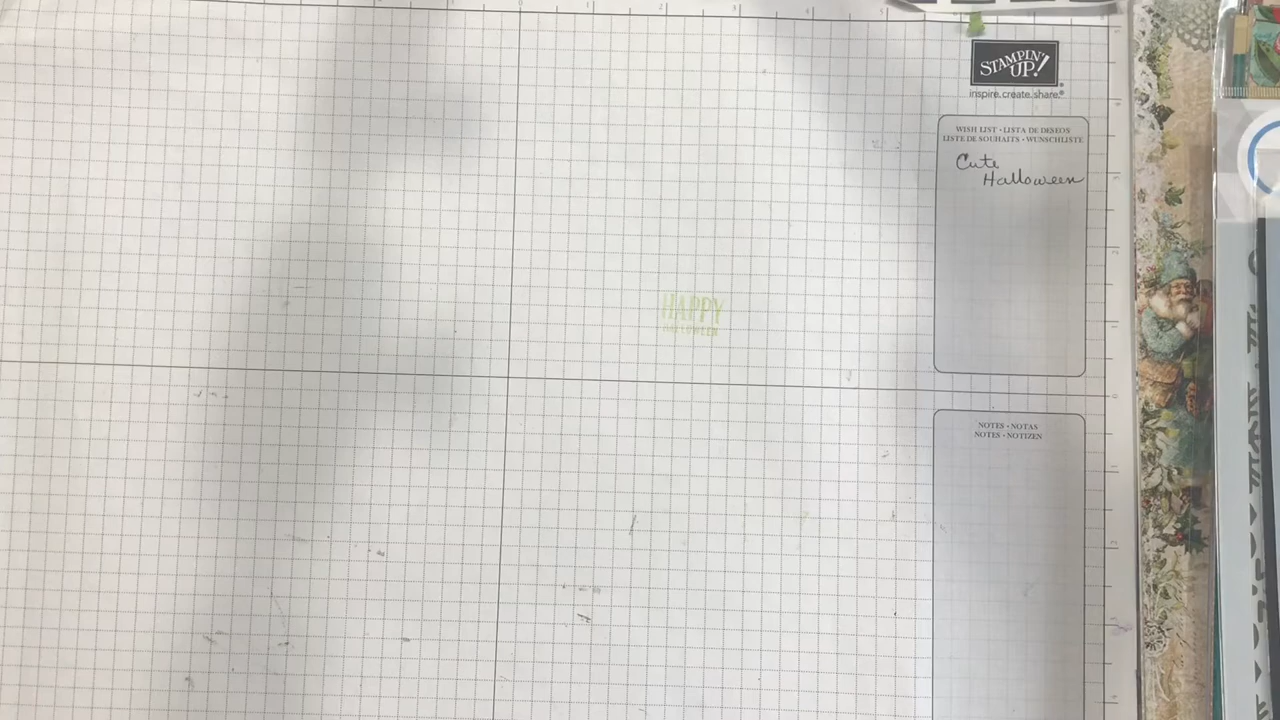 STAMPIN' UP!®
inspire.create.share.®
WISH LIST • LISTA DE DESEOS
LISTE DE SOUHAITS • WUNSCHLISTE
Cute
Halloween
HAPPY
HALLOWEEN
NOTES • NOTAS
NOTES • NOTIZEN